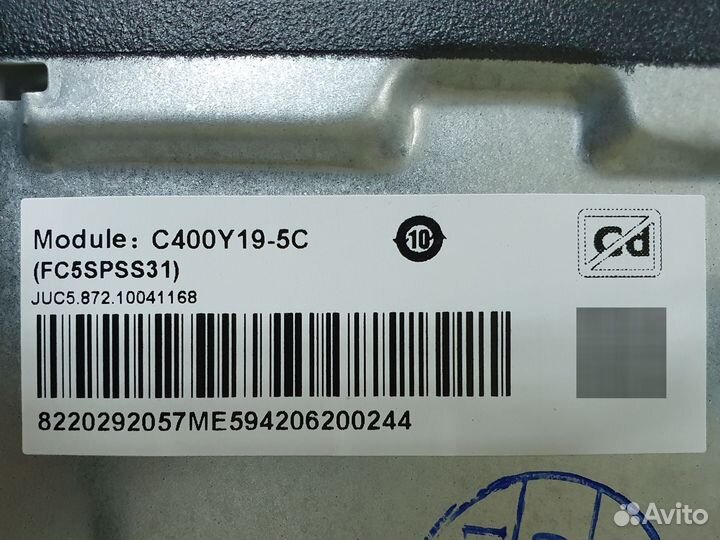 Module: C400Y19-5C
(FC5SPSS31)
JUC5.872.10041168
8220292057ME594206200244
10
Cd
Avito